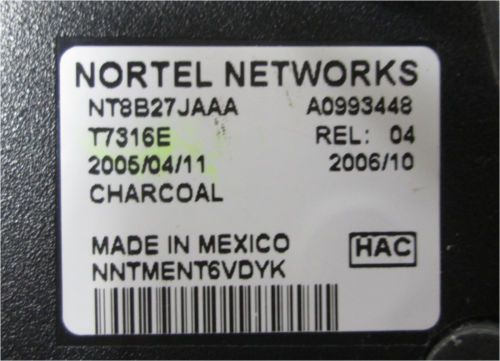 NORTEL NETWORKS
NT8B27JAAA A0993448
T7316E REL: 04
2005/04/11 2006/10
CHARCOAL
MADE IN MEXICO HAC
NNTMENT6VDYK